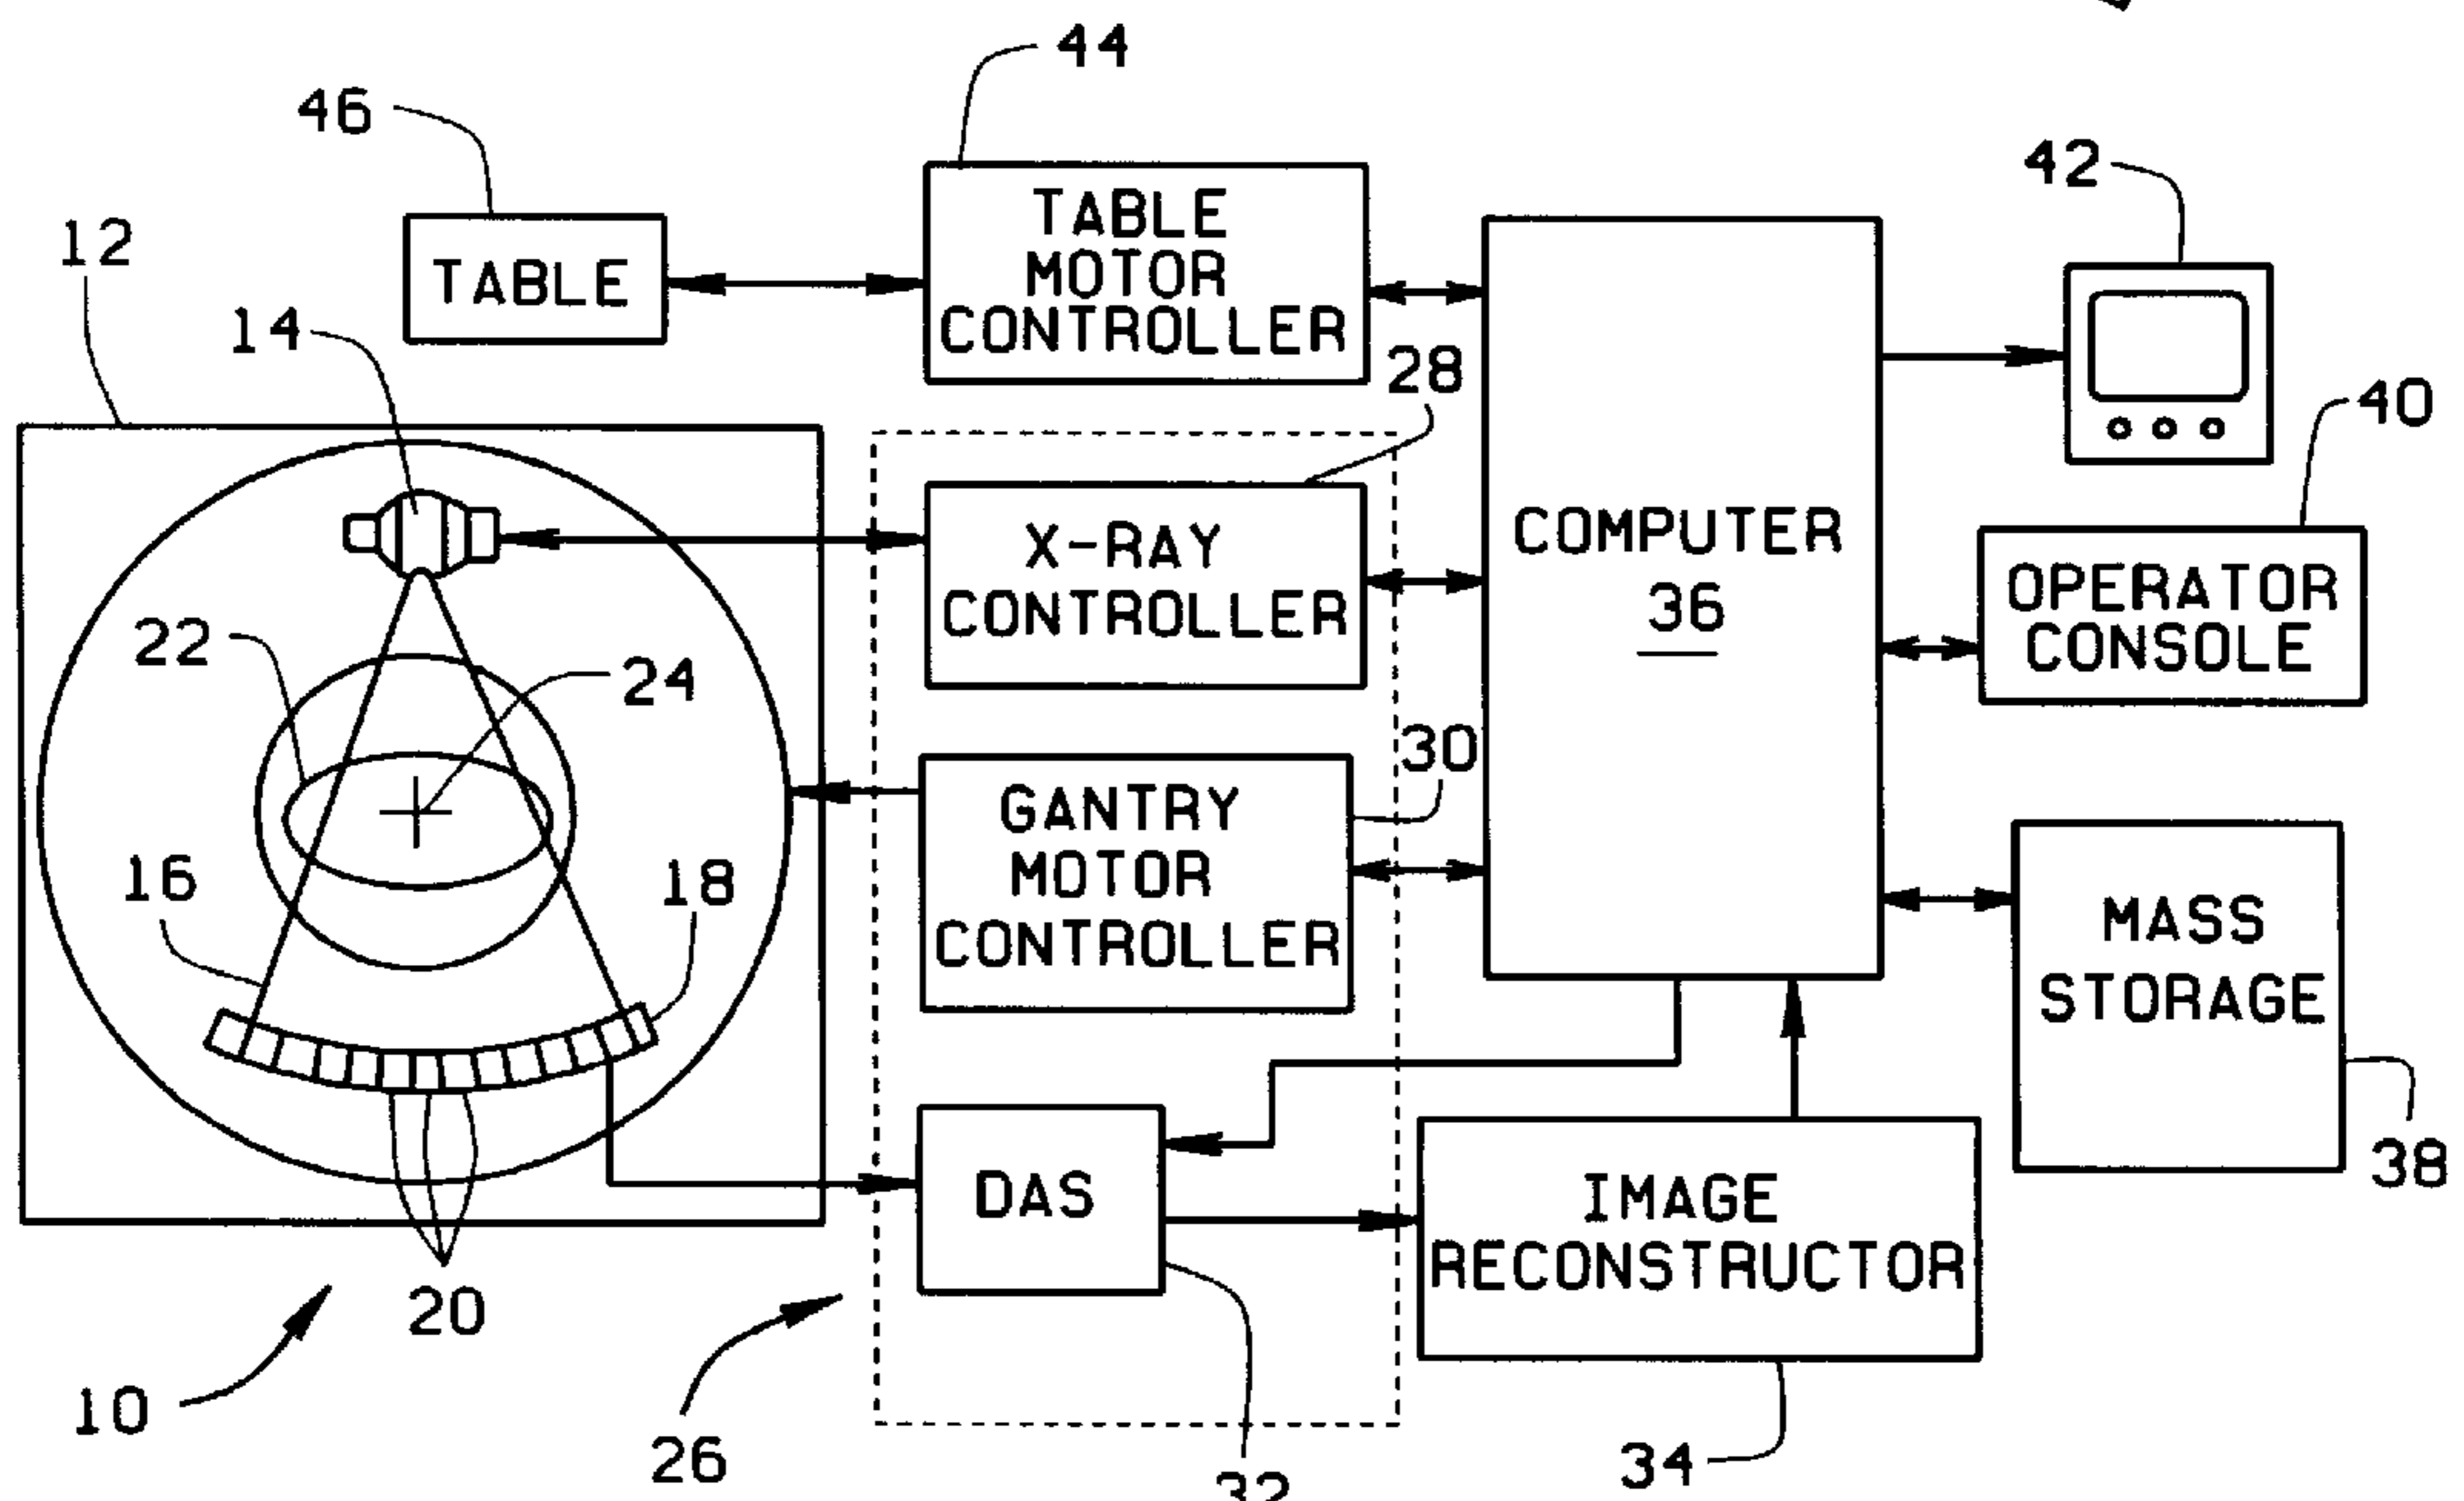 44
46
42
12
TABLE
MOTOR
CONTROLLER
TABLE
14
28
40
X-RAY
CONTROLLER
COMPUTER
36
OPERATOR
CONSOLE
22
24
30
GANTRY
MOTOR
CONTROLLER
16
18
MASS
STORAGE
38
DAS
IMAGE
RECONSTRUCTOR
20
10
26
32
34